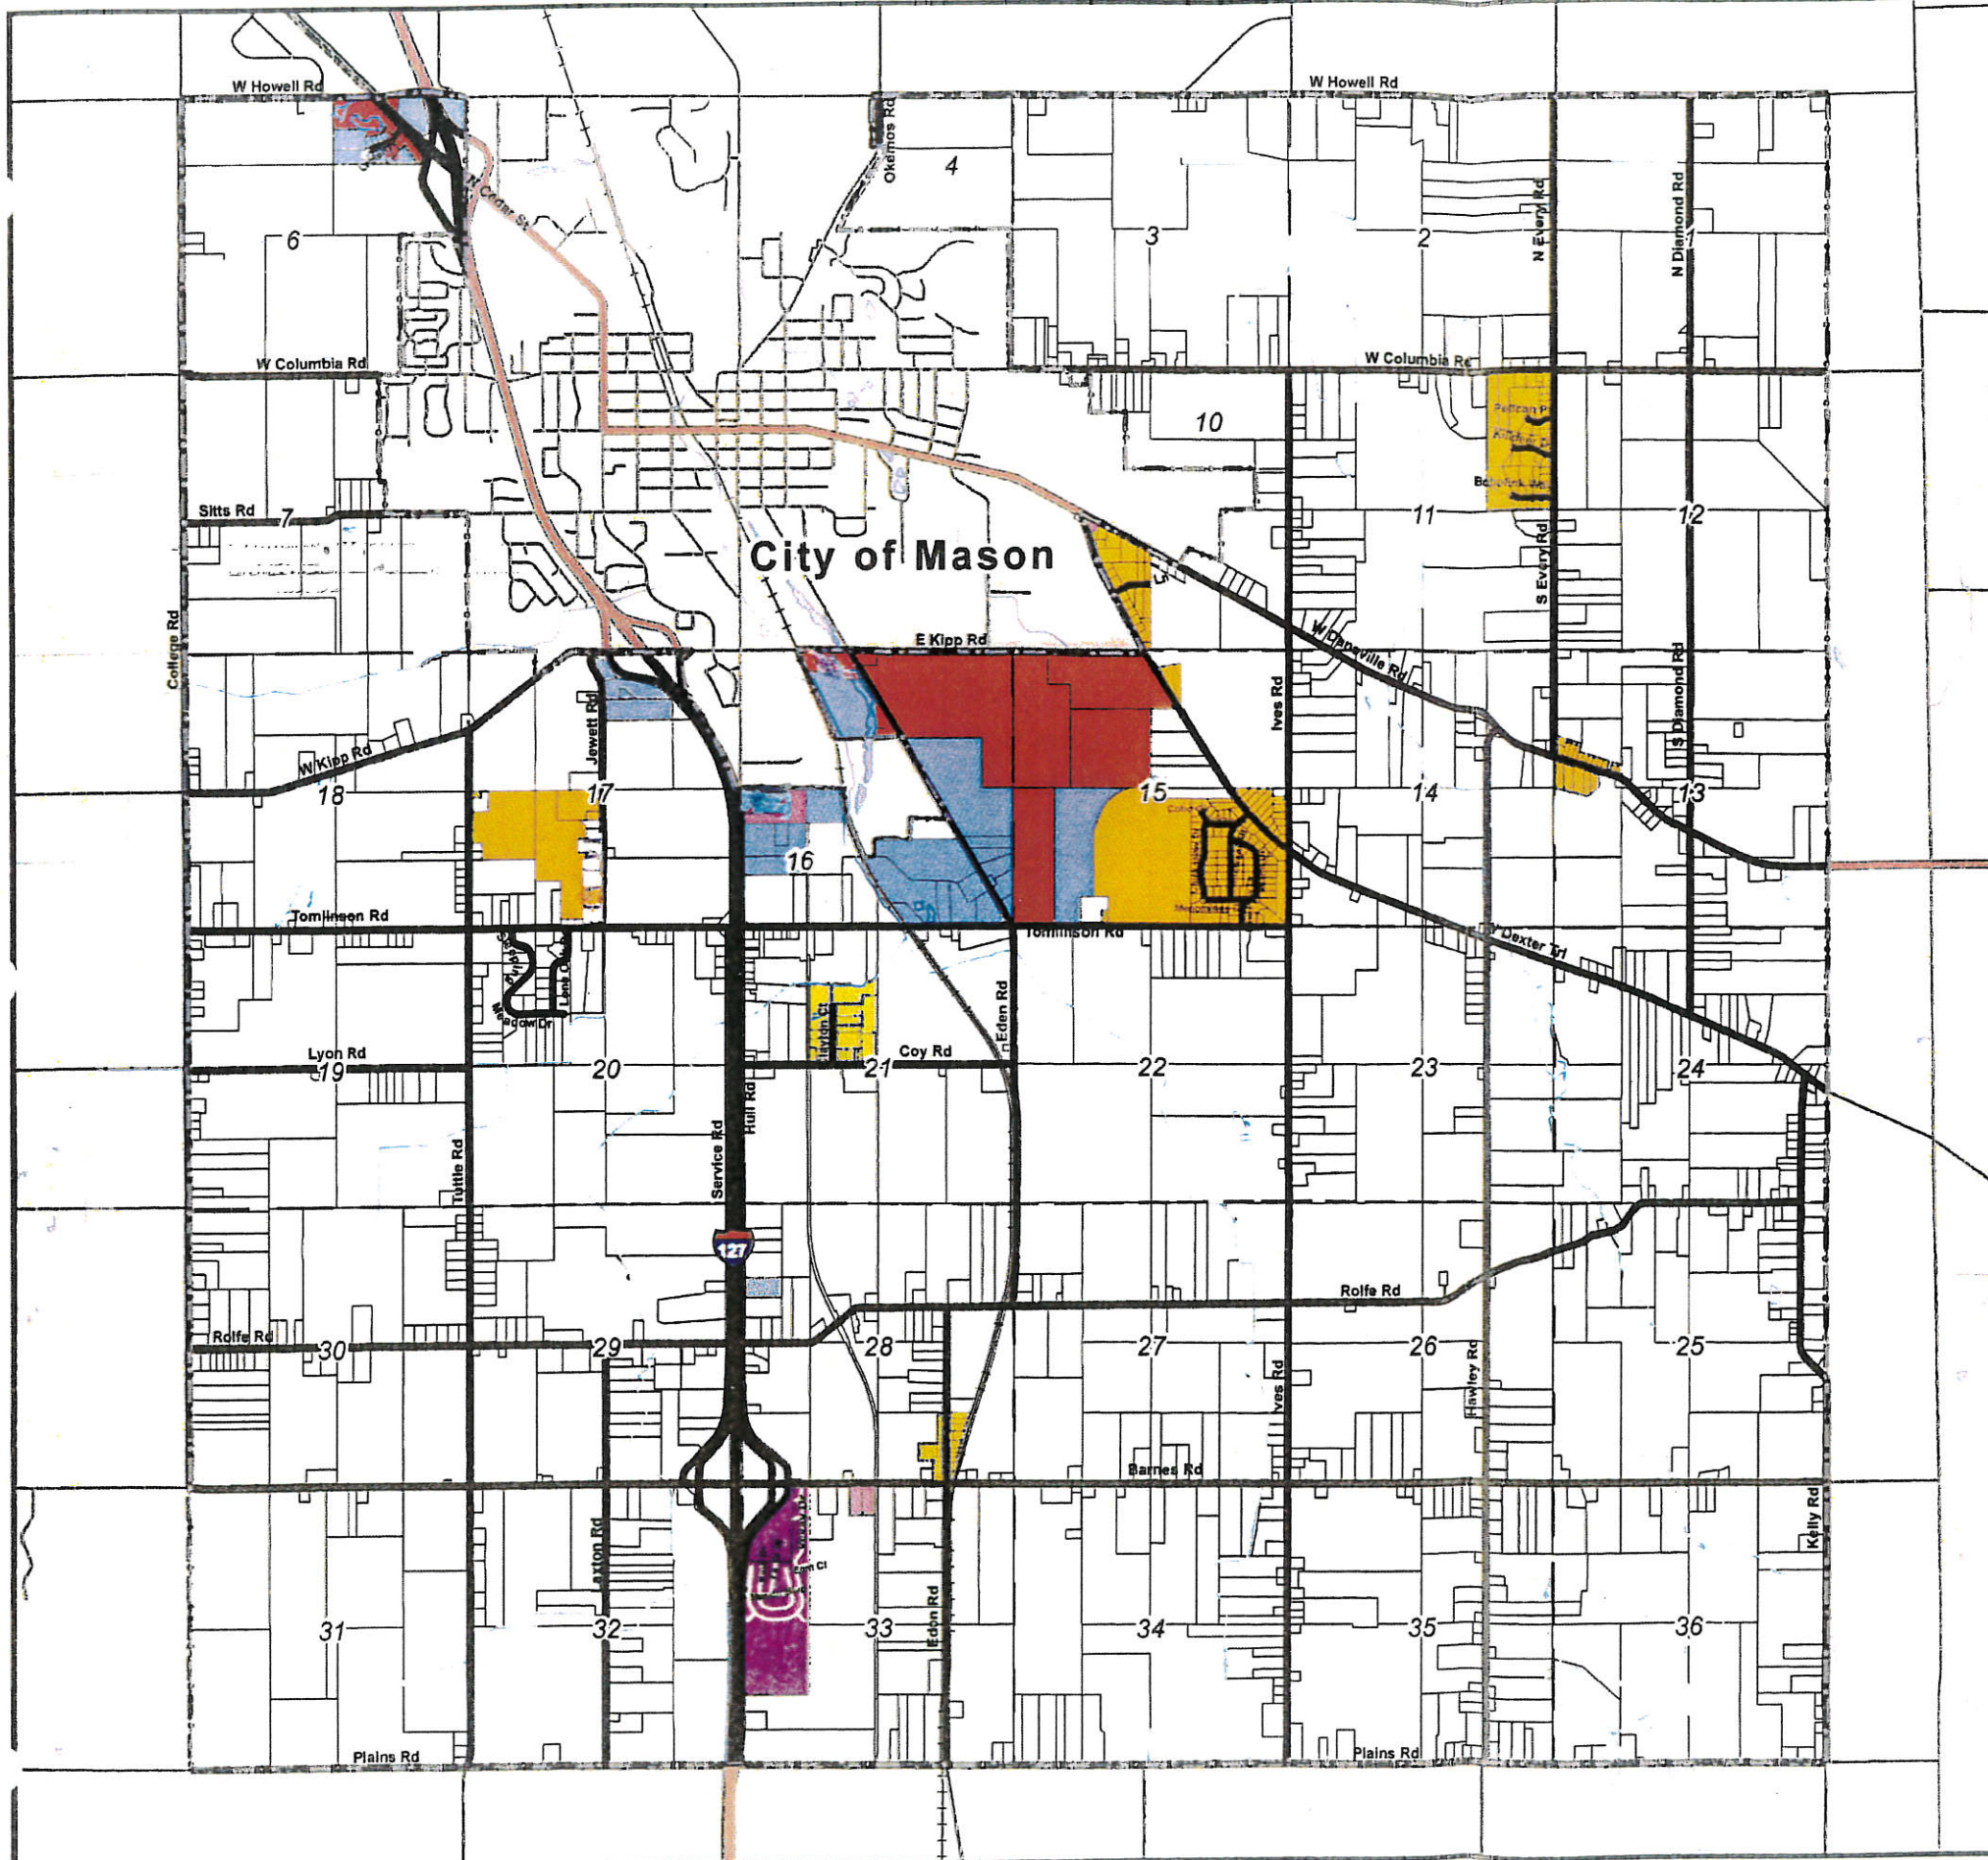 W Howell Rd
W Howell Rd
Okemos Rd
4
N Cedar St
N Every Rd
N Diamond Rd
6
3
2
1
W Columbia Rd
W Columbia Rd
10
Sitts Rd
7
11
12
City of Mason
S Every Rd
College Rd
E Kipp Rd
W Dansville Rd
Ives Rd
S Diamond Rd
Jewett Rd
W Kipp Rd
18
17
15
14
13
16
Tomlinson Rd
Tomlinson Rd
Dexter Trl
Meadow Dr
Eden Rd
Clayton Ct
Lyon Rd
Coy Rd
19
20
21
22
23
24
Hull Rd
Service Rd
Tuttle Rd
127
Rolfe Rd
Rolfe Rd
30
29
28
27
26
25
Ives Rd
Hawley Rd
Barnes Rd
Kelly Rd
Eden Rd
31
32
33
34
35
36
Plains Rd
Plains Rd